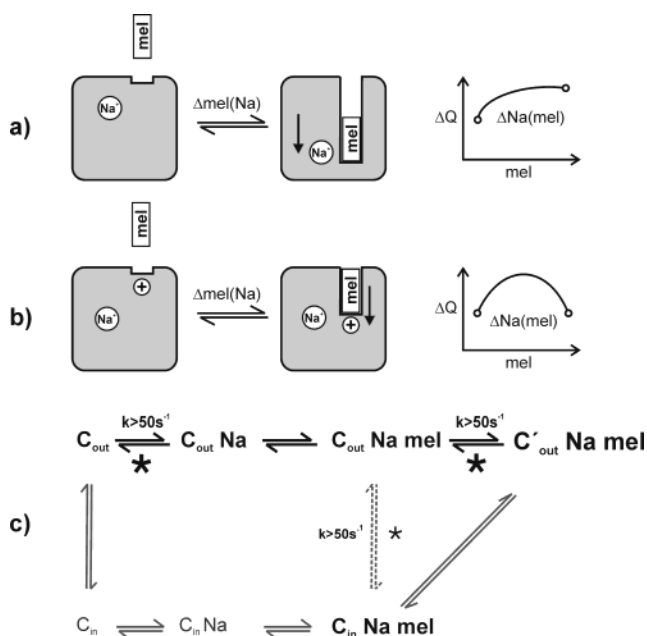 mel
a)
Na+
Δmel(Na)
Na+
mel
ΔQ
ΔNa(mel)
mel
mel
b)
+
Na+
Δmel(Na)
mel
Na+
+
ΔQ
ΔNa(mel)
mel
k>50s-1
k>50s-1
Cout
Cout Na
Cout Na mel
C´out Na mel
*
*
c)
k>50s-1
*
Cin
Cin Na
Cin Na mel